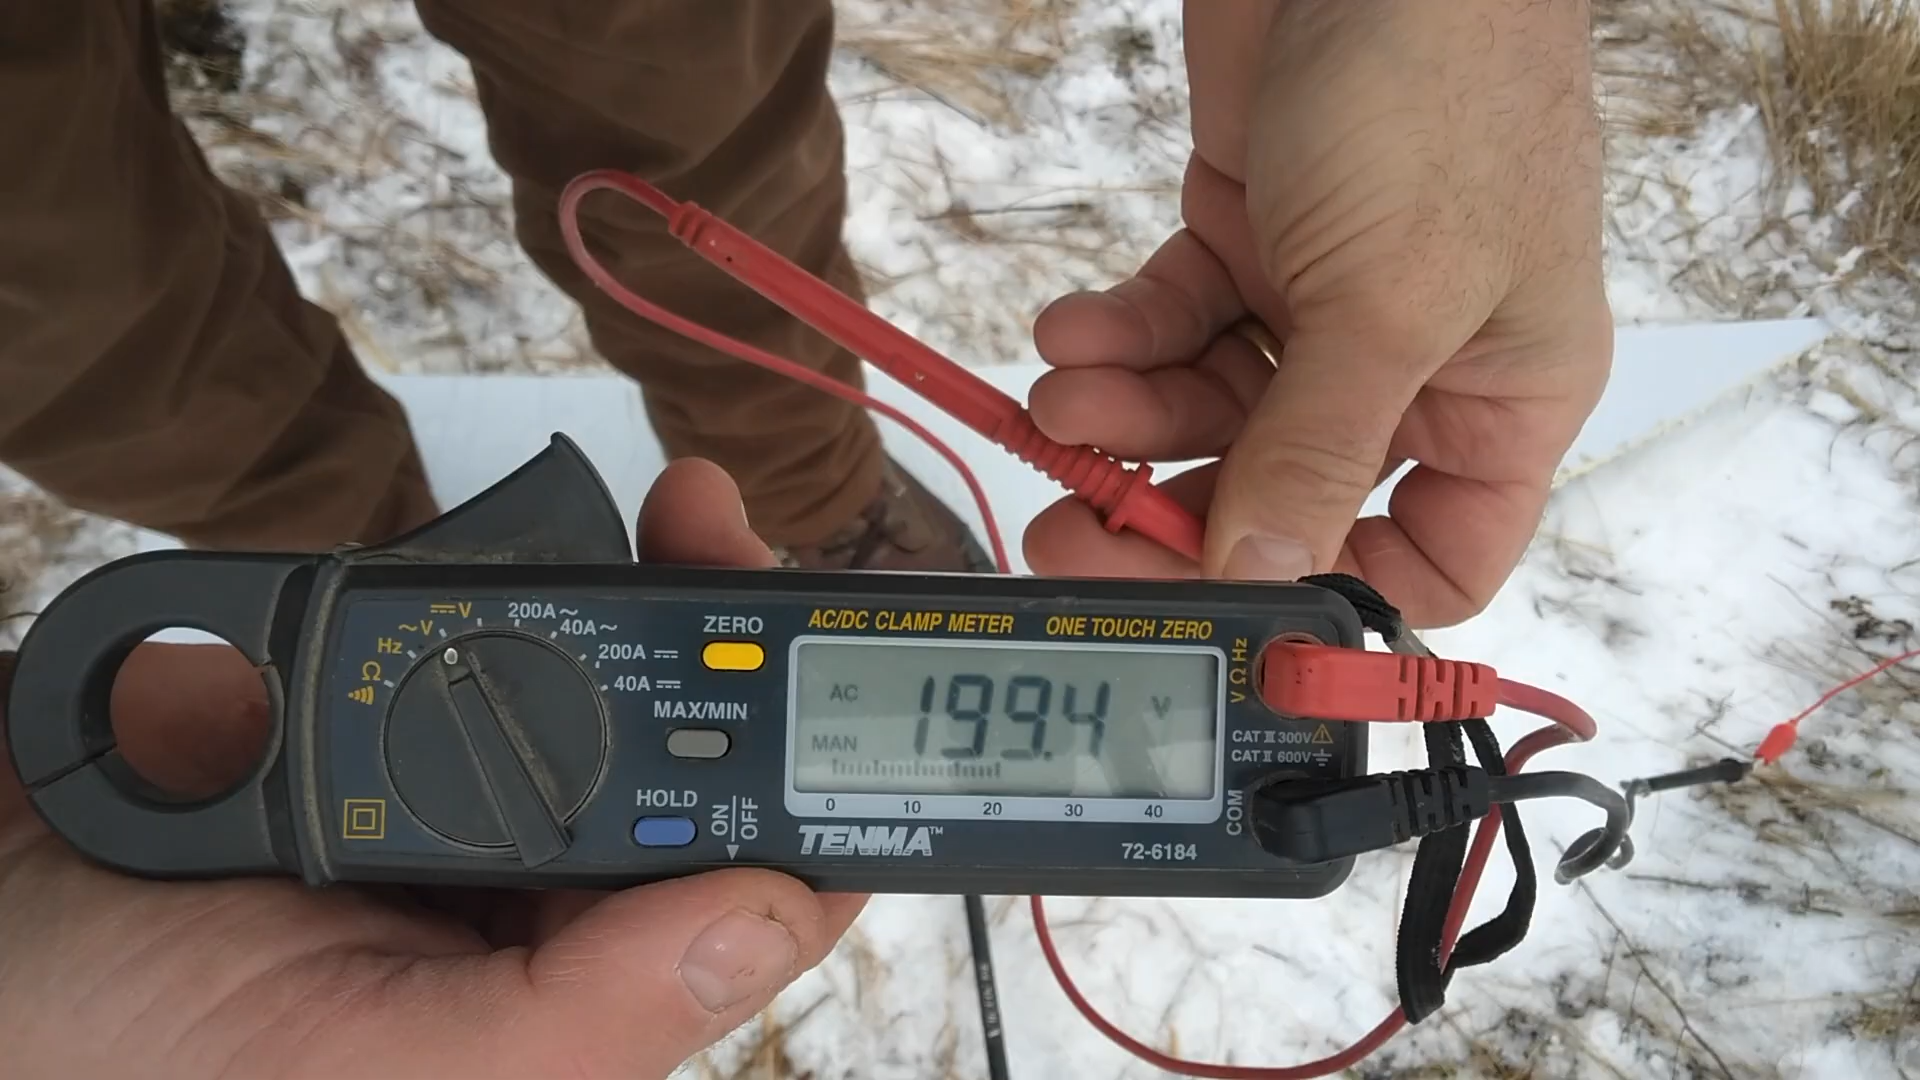 ⎓V
200A~
~V
40A~
Hz
200A ⎓
Ω
40A ⎓
ZERO
MAX/MIN
HOLD
ON
OFF
AC/DC CLAMP METER ONE TOUCH ZERO
AC 199.4 V
MAN
0 10 20 30 40
TENMA™
72-6184
V Ω Hz
CAT III 300V
CAT II 600V
COM